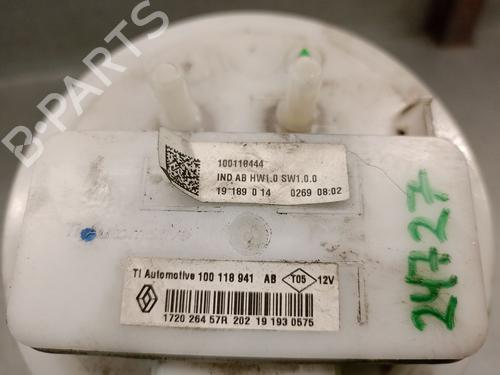 B-PARTS
100118444
IND AB HW1.0 SW1.0.0
19 189 0 14 0269 08:02
TI Automotive 100 118 941 AB T05 12V
1720 264 57R 202 19 193 0575
24727